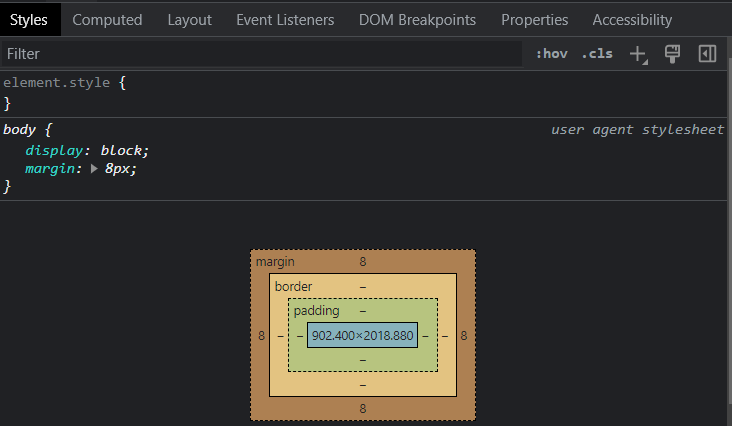 Styles Computed Layout Event Listeners DOM Breakpoints Properties Accessibility
Filter :hov .cls
element.style {
}
body { user agent stylesheet
display: block;
margin: 8px;
}
margin 8
border –
padding –
8 – – 902.400×2018.880 – – 8
–
–
8